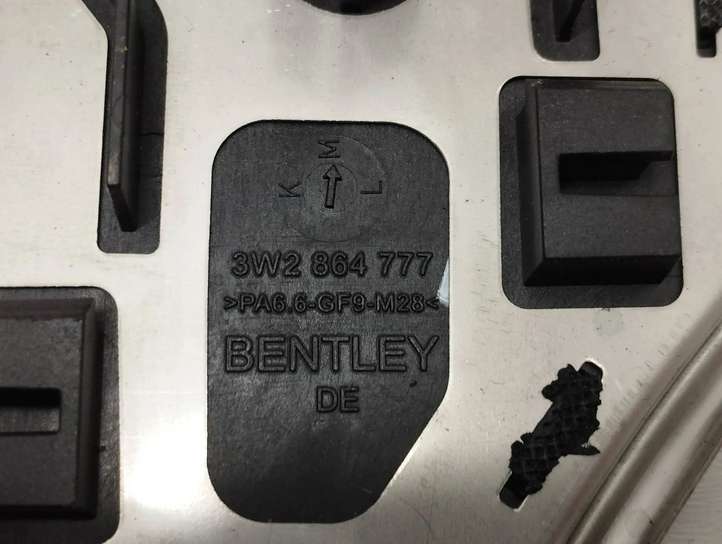 M
K L
3W2 864 777
>PA6.6-GF9-M28<
BENTLEY
DE